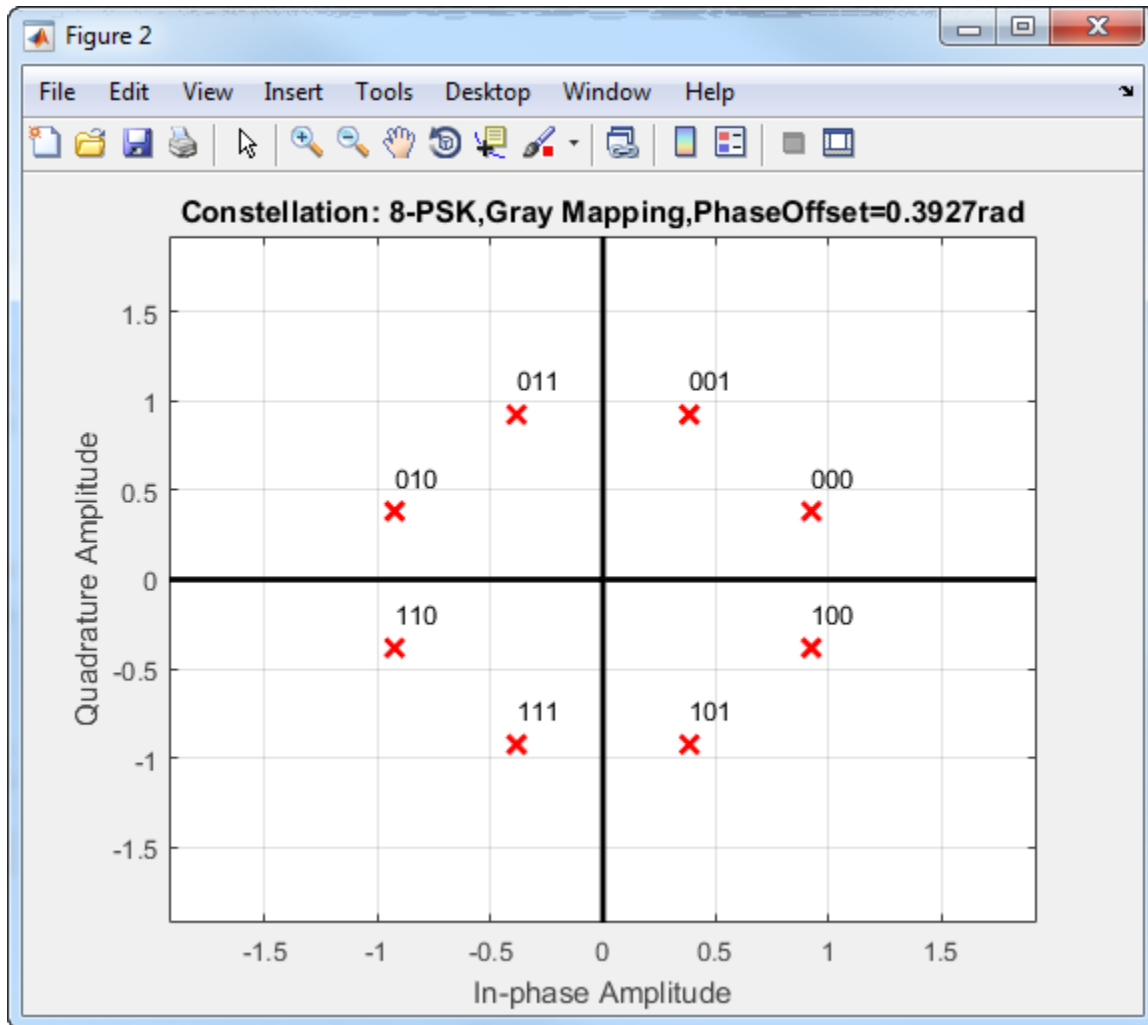 Figure 2
File Edit View Insert Tools Desktop Window Help
Constellation: 8-PSK,Gray Mapping,PhaseOffset=0.3927rad
1.5
011 001
1
010 000
0.5
Quadrature Amplitude
0
110 100
-0.5
111 101
-1
-1.5
-1.5 -1 -0.5 0 0.5 1 1.5
In-phase Amplitude